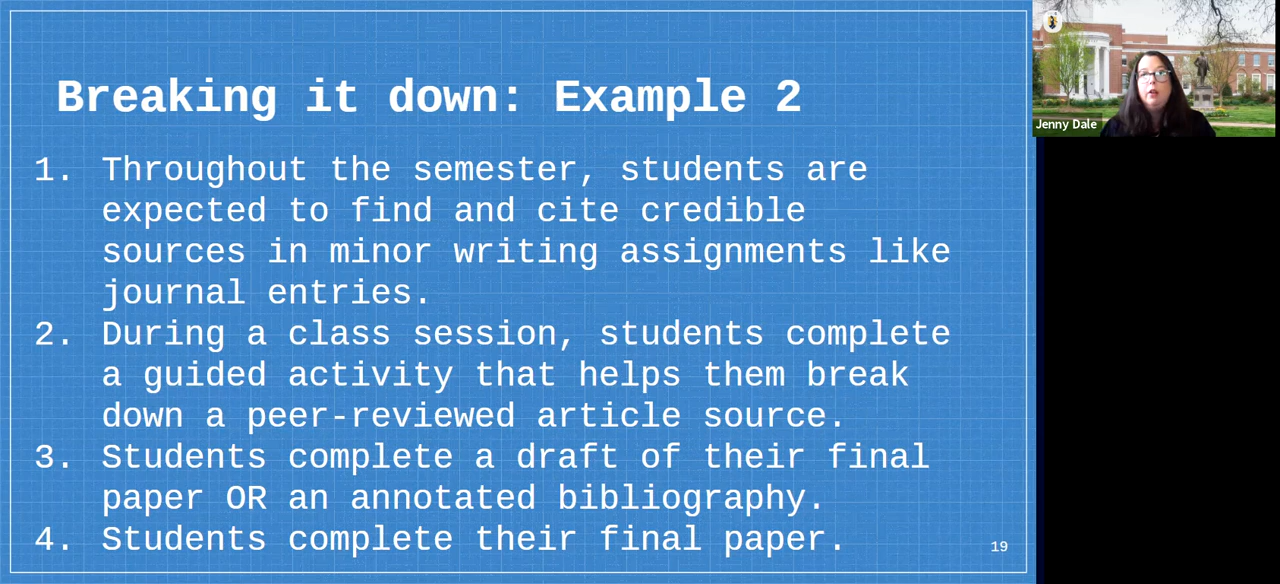 Breaking it down: Example 2
1. Throughout the semester, students are
expected to find and cite credible
sources in minor writing assignments like
journal entries.
2. During a class session, students complete
a guided activity that helps them break
down a peer-reviewed article source.
3. Students complete a draft of their final
paper OR an annotated bibliography.
4. Students complete their final paper.
19
Jenny Dale